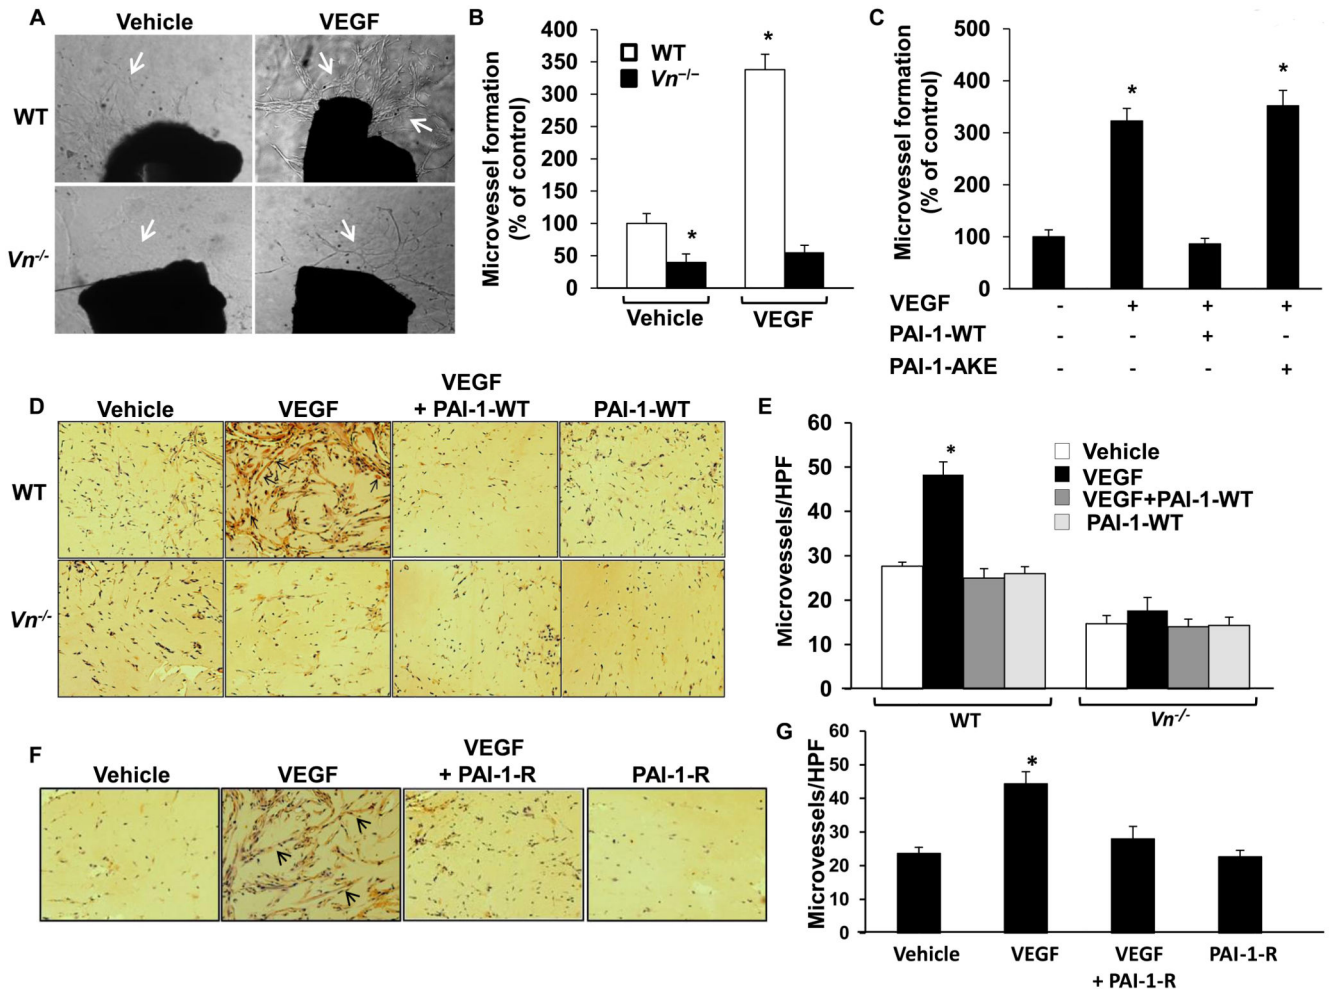 A
Vehicle
VEGF
WT
Vn-/-
B
Microvessel formation
(% of control)
400
350
300
250
200
150
100
50
0
WT
Vn–/–
*
*
Vehicle
VEGF
C
Microvessel formation
(% of control)
500
400
300
200
100
0
*
*
VEGF - + + +
PAI-1-WT - - + -
PAI-1-AKE - - - +
D
Vehicle
VEGF
VEGF
+ PAI-1-WT
PAI-1-WT
WT
Vn-/-
E
Microvessels/HPF
60
50
40
30
20
10
0
*
Vehicle
VEGF
VEGF+PAI-1-WT
PAI-1-WT
WT
Vn-/-
F
Vehicle
VEGF
VEGF
+ PAI-1-R
PAI-1-R
G
Microvessels/HPF
60
50
40
30
20
10
0
*
Vehicle
VEGF
VEGF
+ PAI-1-R
PAI-1-R